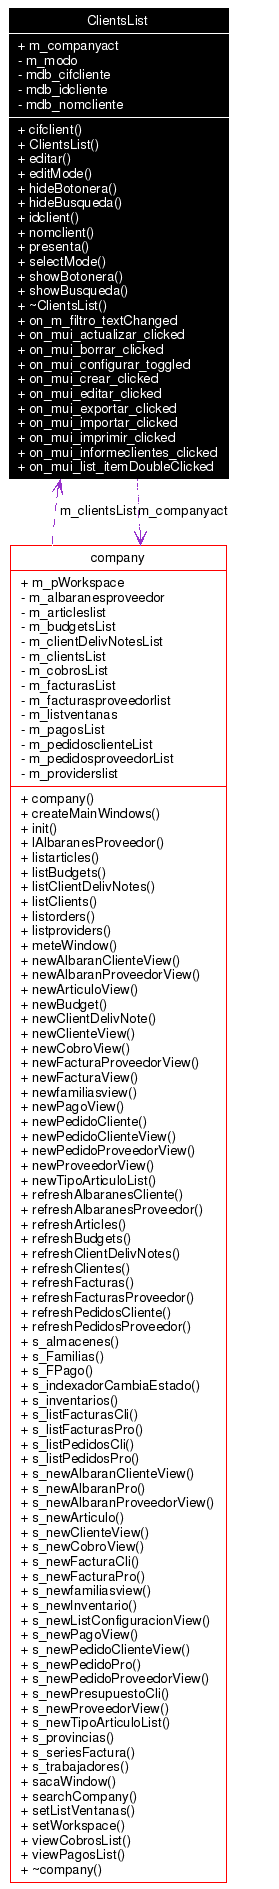 ClientsList
+ m_companyact
- m_modo
- mdb_cifcliente
- mdb_idcliente
- mdb_nomcliente
+ cifclient()
+ ClientsList()
+ editar()
+ editMode()
+ hideBotonera()
+ hideBusqueda()
+ idclient()
+ nomclient()
+ presenta()
+ selectMode()
+ showBotonera()
+ showBusqueda()
+ ~ClientsList()
+ on_m_filtro_textChanged
+ on_mui_actualizar_clicked
+ on_mui_borrar_clicked
+ on_mui_configurar_toggled
+ on_mui_crear_clicked
+ on_mui_editar_clicked
+ on_mui_exportar_clicked
+ on_mui_importar_clicked
+ on_mui_imprimir_clicked
+ on_mui_informeclientes_clicked
+ on_mui_list_itemDoubleClicked
m_clientsList m_companyact
company
+ m_pWorkspace
- m_albaranesproveedor
- m_articleslist
- m_budgetsList
- m_clientDelivNotesList
- m_clientsList
- m_cobrosList
- m_facturasList
- m_facturasproveedorlist
- m_listventanas
- m_pagosList
- m_pedidosclienteList
- m_pedidosproveedorList
- m_providerslist
+ company()
+ createMainWindows()
+ init()
+ lAlbaranesProveedor()
+ listarticles()
+ listBudgets()
+ listClientDelivNotes()
+ listClients()
+ listorders()
+ listproviders()
+ meteWindow()
+ newAlbaranClienteView()
+ newAlbaranProveedorView()
+ newArticuloView()
+ newBudget()
+ newClientDelivNote()
+ newClienteView()
+ newCobroView()
+ newFacturaProveedorView()
+ newFacturaView()
+ newfamiliasview()
+ newPagoView()
+ newPedidoCliente()
+ newPedidoClienteView()
+ newPedidoProveedorView()
+ newProveedorView()
+ newTipoArticuloList()
+ refreshAlbaranesCliente()
+ refreshAlbaranesProveedor()
+ refreshArticles()
+ refreshBudgets()
+ refreshClientDelivNotes()
+ refreshClientes()
+ refreshFacturas()
+ refreshFacturasProveedor()
+ refreshPedidosCliente()
+ refreshPedidosProveedor()
+ s_almacenes()
+ s_Familias()
+ s_FPago()
+ s_indexadorCambiaEstado()
+ s_inventarios()
+ s_listFacturasCli()
+ s_listFacturasPro()
+ s_listPedidosCli()
+ s_listPedidosPro()
+ s_newAlbaranClienteView()
+ s_newAlbaranPro()
+ s_newAlbaranProveedorView()
+ s_newArticulo()
+ s_newClienteView()
+ s_newCobroView()
+ s_newFacturaCli()
+ s_newFacturaPro()
+ s_newfamiliasview()
+ s_newInventario()
+ s_newListConfiguracionView()
+ s_newPagoView()
+ s_newPedidoClienteView()
+ s_newPedidoPro()
+ s_newPedidoProveedorView()
+ s_newPresupuestoCli()
+ s_newProveedorView()
+ s_newTipoArticuloList()
+ s_provincias()
+ s_seriesFactura()
+ s_trabajadores()
+ sacaWindow()
+ searchCompany()
+ setListVentanas()
+ setWorkspace()
+ viewCobrosList()
+ viewPagosList()
+ ~company()